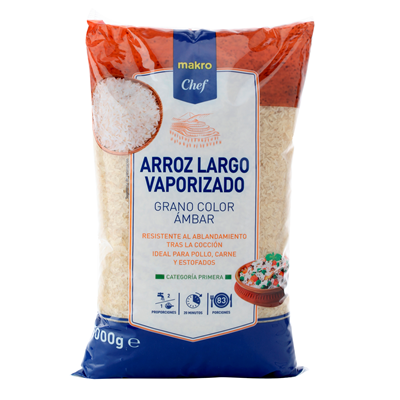 makro
Chef
ARROZ LARGO
VAPORIZADO
GRANO COLOR
ÁMBAR
RESISTENTE AL ABLANDAMIENTO
TRAS LA COCCIÓN
IDEAL PARA POLLO, CARNE
Y ESTOFADOS
CATEGORÍA PRIMERA
83
PROPORCIONES
20 MINUTOS
PORCIONES
000g e